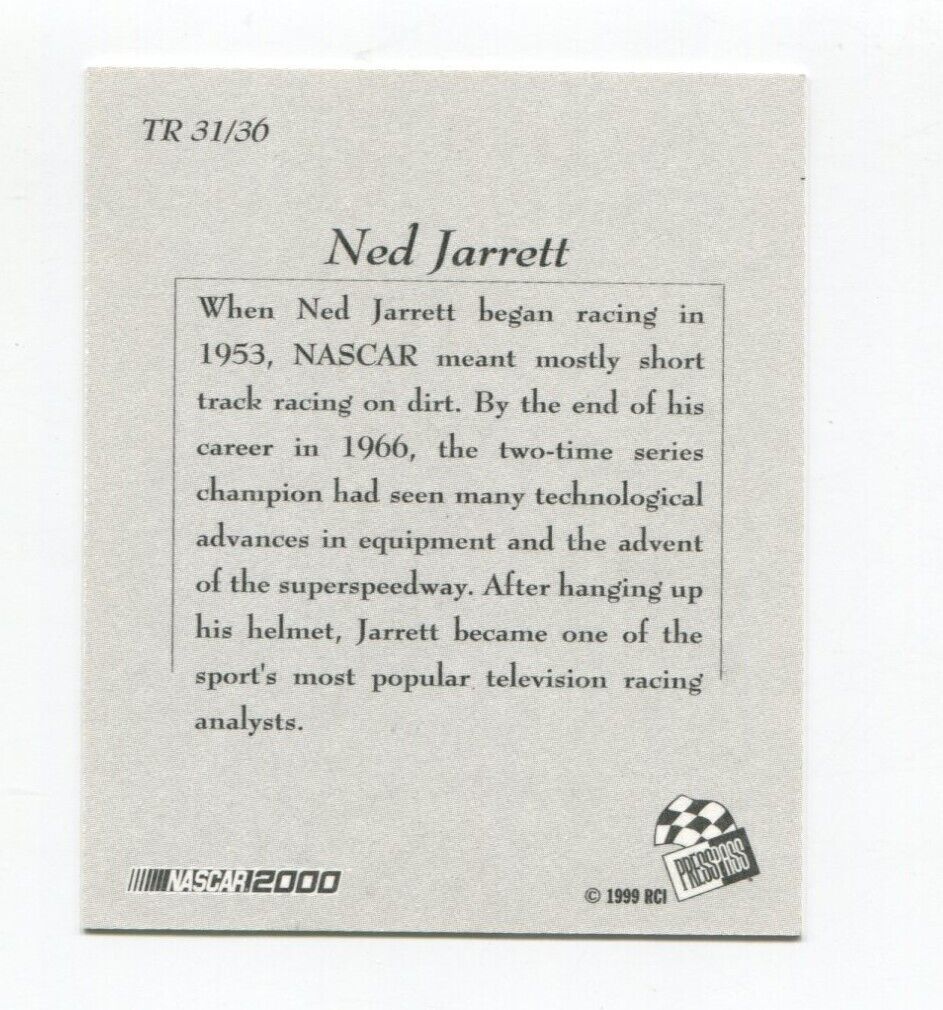 TR 31/36
Ned Jarrett
When Ned Jarrett began racing in
1953, NASCAR meant mostly short
track racing on dirt. By the end of his
career in 1966, the two-time series
champion had seen many technological
advances in equipment and the advent
of the superspeedway. After hanging up
his helmet, Jarrett became one of the
sport's most popular television racing
analysts.
PRESS PASS
NASCAR 2000
© 1999 RCI